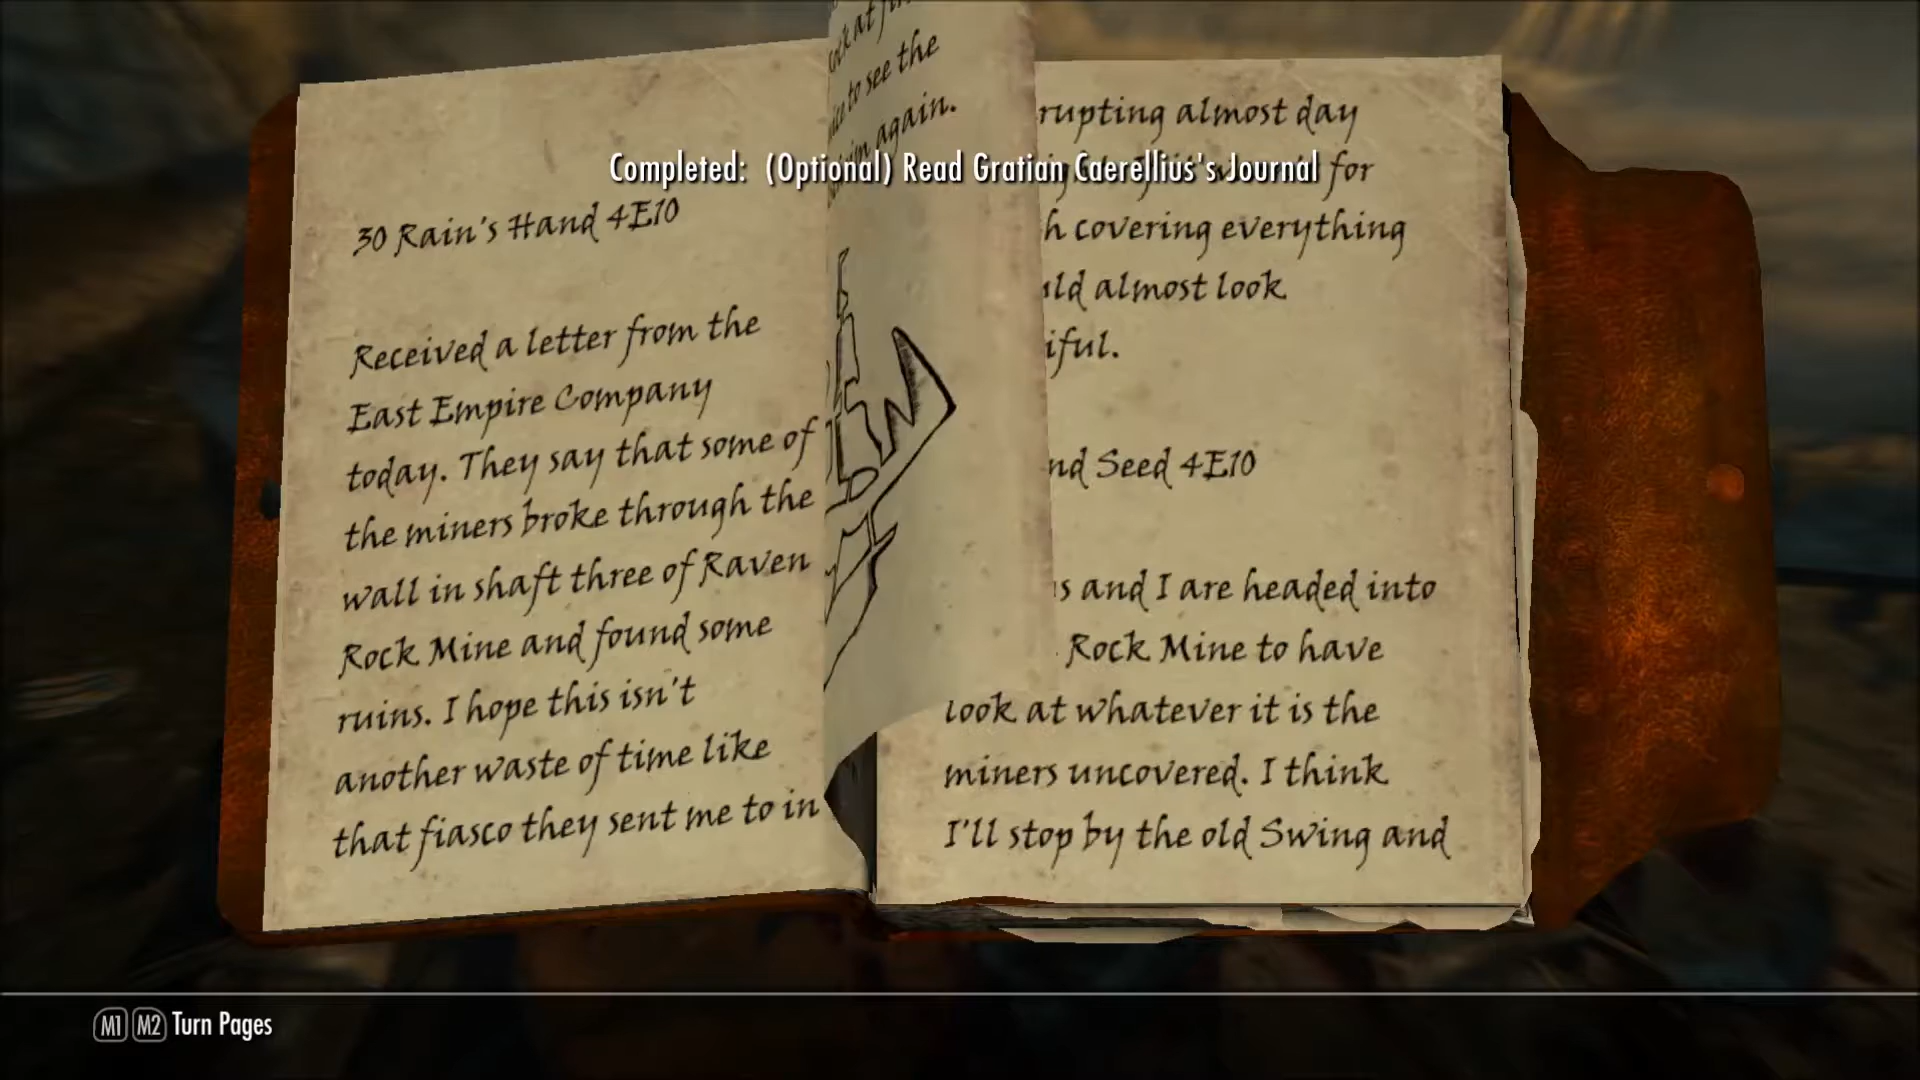 to see the
again.
Completed: (Optional) Read Gratian Caerellius's Journal
30 Rain's Hand 4E10
Received a letter from the
East Empire Company
today. They say that some of
the miners broke through the
wall in shaft three of Raven
Rock Mine and found some
ruins. I hope this isn't
another waste of time like
that fiasco they sent me to in
rupting almost day
for
h covering everything
uld almost look
iful.
nd Seed 4E10
s and I are headed into
Rock Mine to have
look at whatever it is the
miners uncovered. I think
I'll stop by the old Swing and
M1 M2 Turn Pages